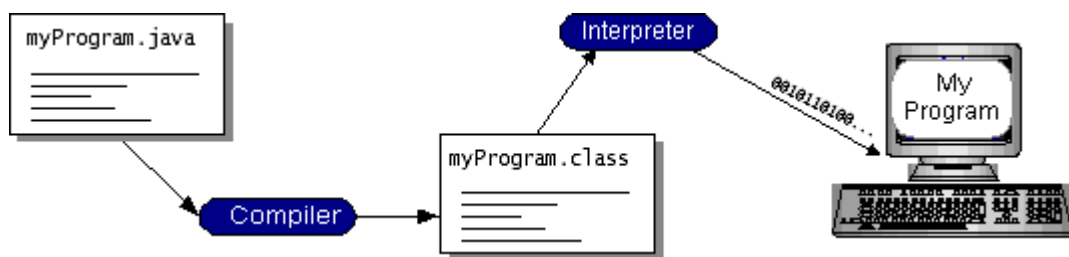 myProgram.java
Compiler
myProgram.class
Interpreter
0010110100...
My
Program